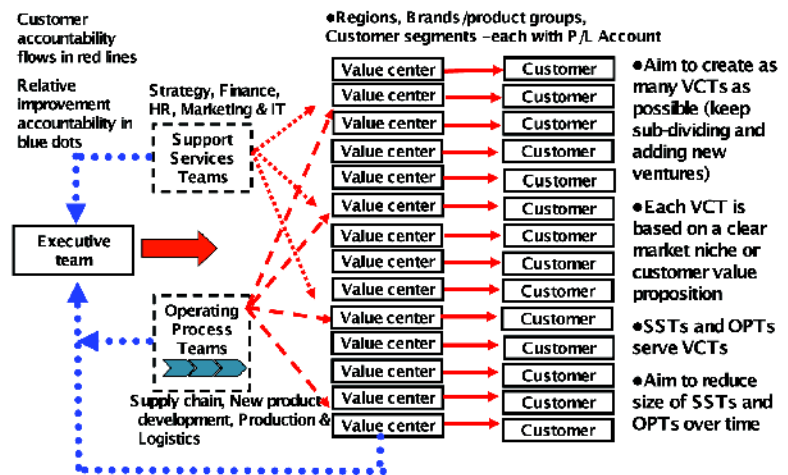 Customer
accountability
flows in red lines
Relative
improvement
accountability in
blue dots
Strategy, Finance,
HR, Marketing & IT
Support
Services
Teams
Executive
team
Operating
Process
Teams
Supply chain, New product
development, Production &
Logistics
●Regions, Brands/product groups,
Customer segments –each with P/L Account
Value center
Customer
Value center
Customer
Value center
Customer
Value center
Customer
Value center
Customer
Value center
Customer
Value center
Customer
Value center
Customer
Value center
Customer
Value center
Customer
Value center
Customer
Value center
Customer
Value center
Customer
Value center
Customer
●Aim to create as
many VCTs as
possible (keep
sub-dividing and
adding new
ventures)
●Each VCT is
based on a clear
market niche or
customer value
proposition
●SSTs and OPTs
serve VCTs
●Aim to reduce
size of SSTs and
OPTs over time